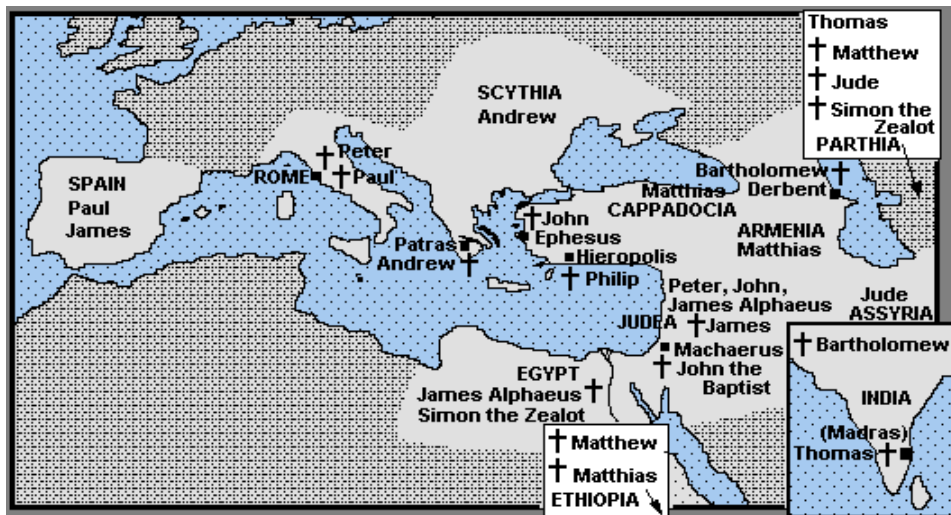 Thomas
Matthew
Jude
Simon the
Zealot
PARTHIA
SCYTHIA
Andrew
Peter
ROME Paul
SPAIN
Paul
James
Bartholomew
Derbent
Matthias
CAPPADOCIA
John
Ephesus
ARMENIA
Matthias
Patras
Andrew
Hieropolis
Philip
Peter, John,
James Alphaeus
JUDEA James
Jude
ASSYRIA
Machaerus
John the
Baptist
EGYPT
James Alphaeus
Simon the Zealot
Matthew
Matthias
ETHIOPIA
Bartholomew
INDIA
(Madras)
Thomas